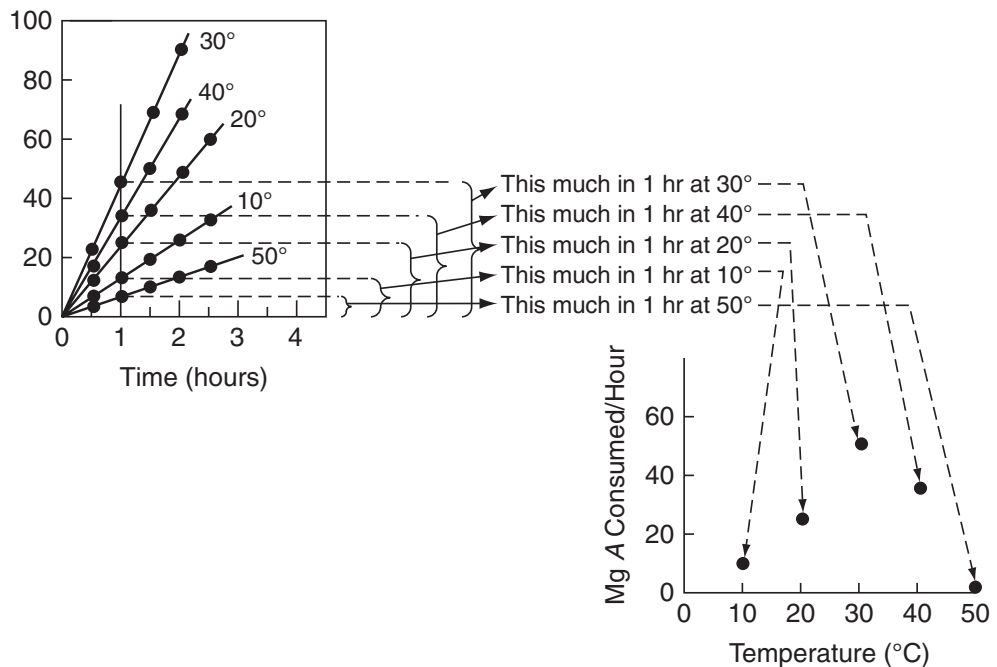 100
80
60
40
20
0
0 1 2 3 4
Time (hours)
30°
40°
20°
10°
50°
This much in 1 hr at 30°
This much in 1 hr at 40°
This much in 1 hr at 20°
This much in 1 hr at 10°
This much in 1 hr at 50°
Mg A Consumed/Hour
60
40
20
0
0 10 20 30 40 50
Temperature (°C)